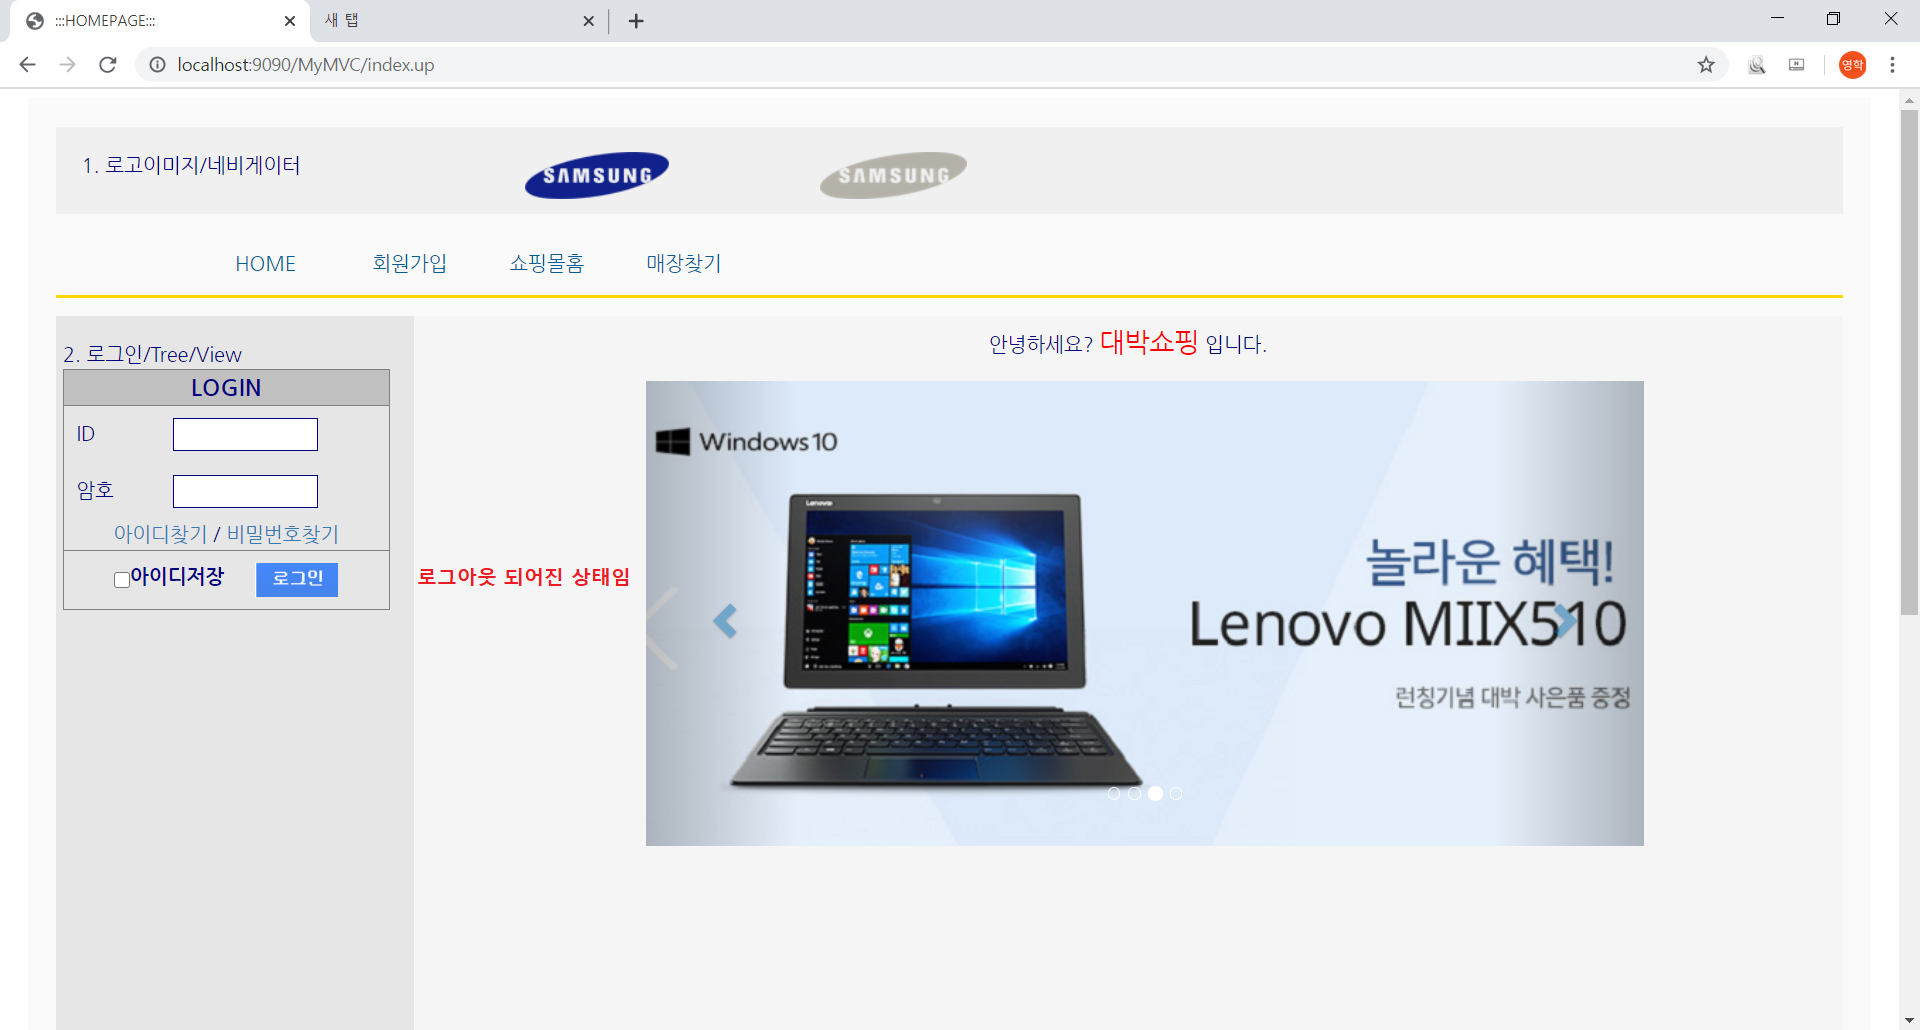 :::HOMEPAGE:::
새 탭
localhost:9090/MyMVC/index.up
영학
1. 로고이미지/네비게이터
SAMSUNG
SAMSUNG
HOME 회원가입 쇼핑몰홈 매장찾기
2. 로그인/Tree/View
LOGIN
ID
암호
아이디찾기 / 비밀번호찾기
아이디저장 로그인
로그아웃 되어진 상태임
안녕하세요? 대박쇼핑 입니다.
Windows 10
Lenovo
놀라운 혜택!
Lenovo MIIX510
런칭기념 대박 사은품 증정